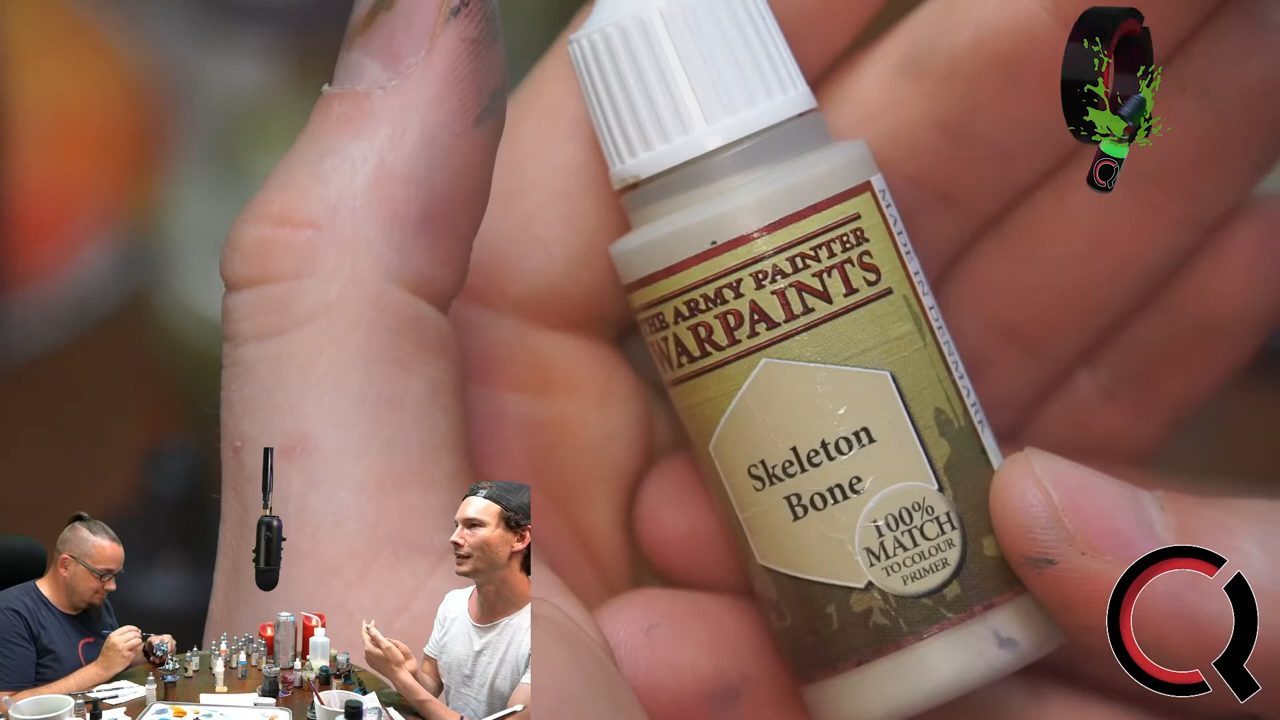 THE ARMY PAINTER
WARPAINTS
Skeleton
Bone
100%
MATCH
TO COLOUR
PRIMER
MADE IN DENMARK